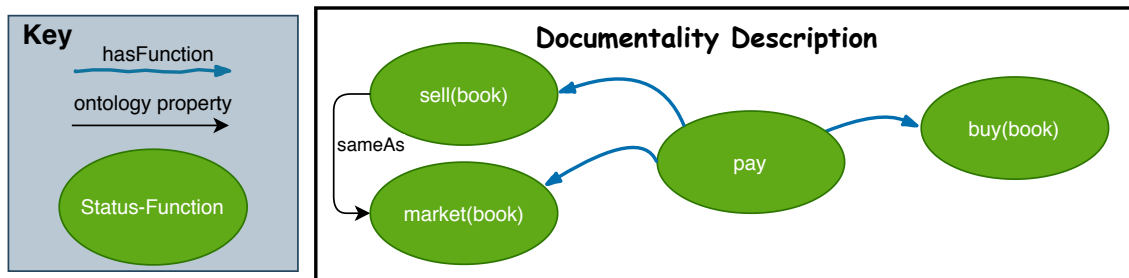 Key
hasFunction
ontology property
Status-Function
Documentality Description
sell(book)
sameAs
market(book)
pay
buy(book)